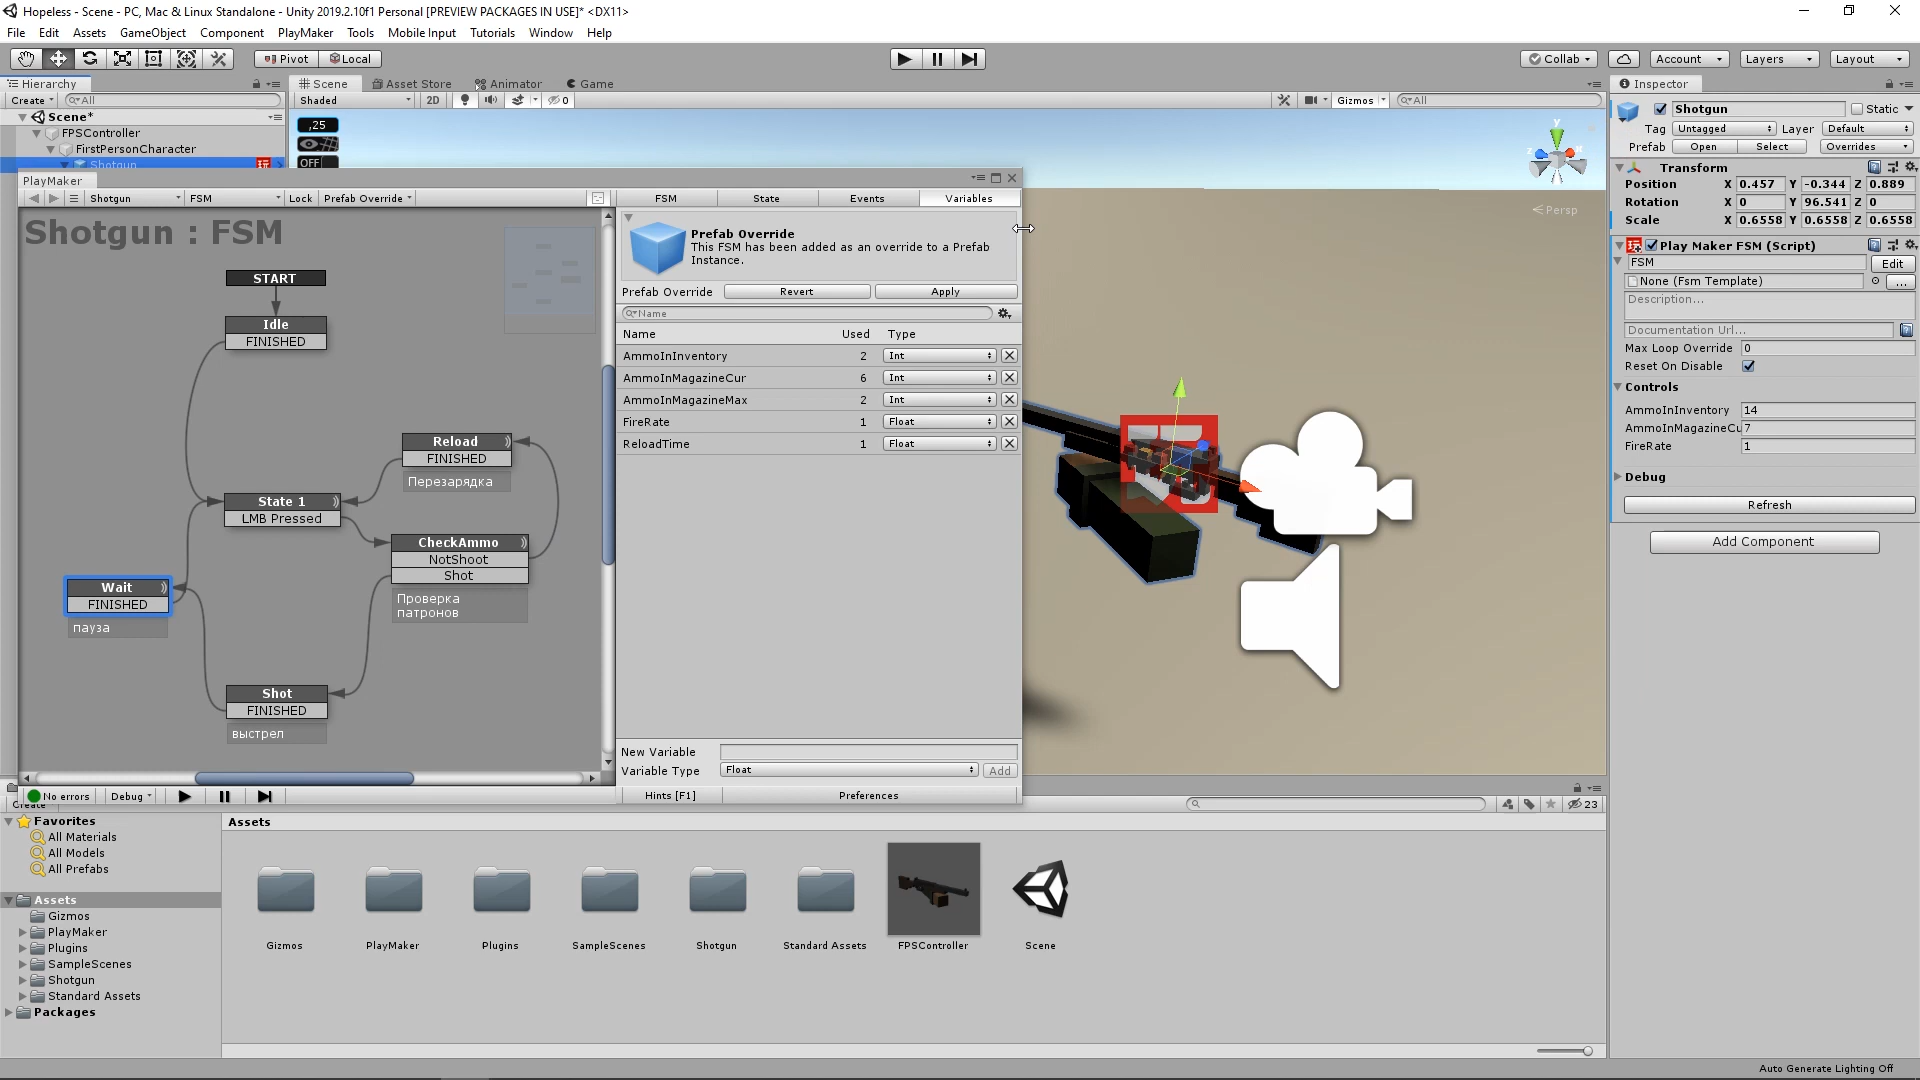 Hopeless - Scene - PC, Mac & Linux Standalone - Unity 2019.2.10f1 Personal [PREVIEW PACKAGES IN USE]* <DX11>
File Edit Assets GameObject Component PlayMaker Tools Mobile Input Tutorials Window Help
Pivot Local Collab Account Layers Layout
Hierarchy Scene Asset Store Animator Game Inspector
Create All Shaded 2D 0 Gizmos All
Scene*
FPSController
FirstPersonCharacter
Shotgun
,25
OFF
y
Persp
PlayMaker
Shotgun FSM Lock Prefab Override FSM State Events Variables
Shotgun : FSM
START
Idle
FINISHED
Reload
FINISHED
Перезарядка
State 1
LMB Pressed
CheckAmmo
NotShoot
Shot
Проверка
патронов
Wait
FINISHED
пауза
Shot
FINISHED
выстрел
No errors Debug
Prefab Override
This FSM has been added as an override to a Prefab
Instance.
Prefab Override Revert Apply
Name
Name Used Type
AmmoInInventory 2 Int
AmmoInMagazineCur 6 Int
AmmoInMagazineMax 2 Int
FireRate 1 Float
ReloadTime 1 Float
New Variable
Variable Type Float Add
Hints [F1] Preferences
Shotgun Static
Tag Untagged Layer Default
Prefab Open Select Overrides
Transform
Position X 0.457 Y -0.344 Z 0.889
Rotation X 0 Y 96.541 Z 0
Scale X 0.6558 Y 0.6558 Z 0.6558
Play Maker FSM (Script)
FSM Edit
None (Fsm Template) ...
Description...
Documentation Url...
Max Loop Override 0
Reset On Disable
Controls
AmmoInInventory 14
AmmoInMagazineCu 7
FireRate 1
Debug
Refresh
Add Component
Create
23
Favorites
All Materials
All Models
All Prefabs
Assets
Gizmos
PlayMaker
Plugins
SampleScenes
Shotgun
Standard Assets
Packages
Assets
Gizmos PlayMaker Plugins SampleScenes Shotgun Standard Assets FPSController Scene
Auto Generate Lighting Off